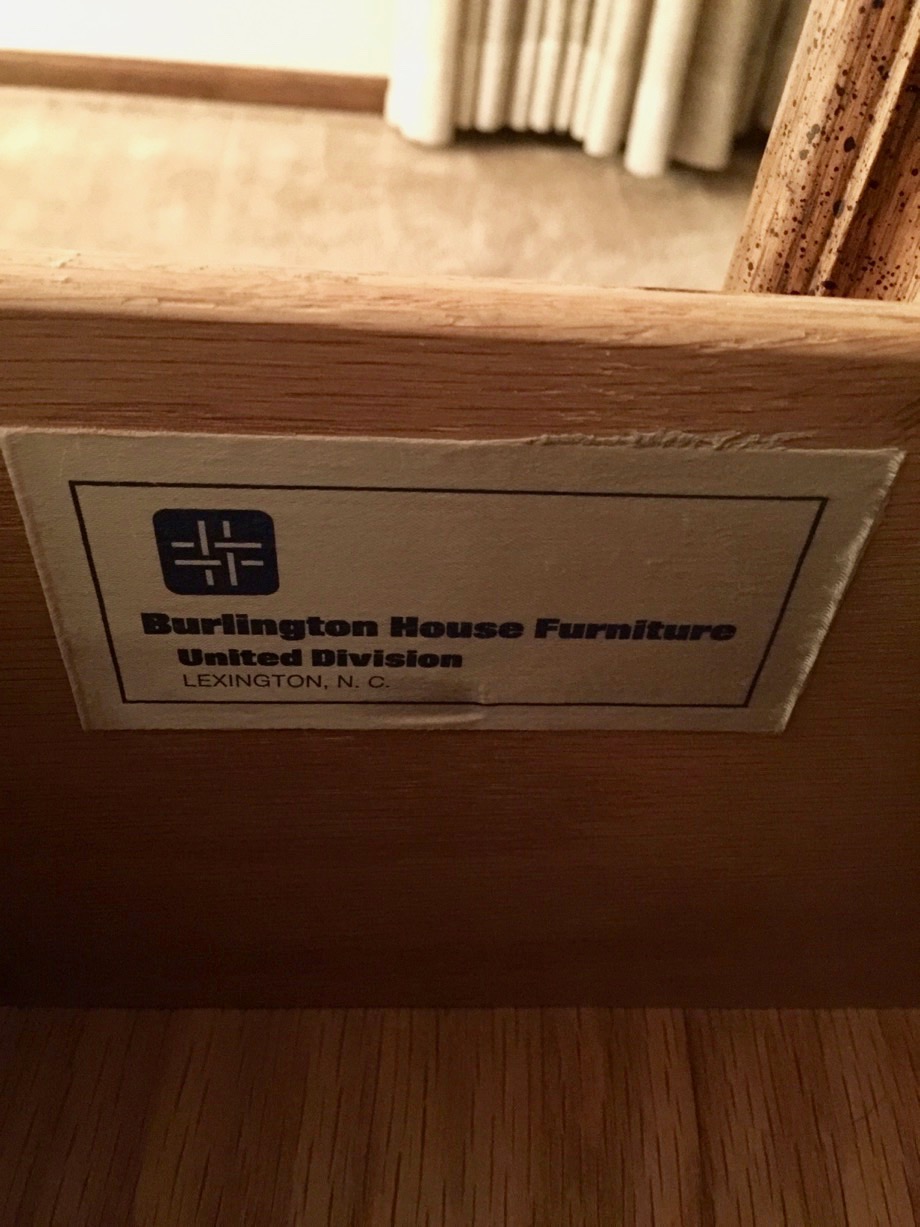 Burlington House Furniture
United Division
LEXINGTON, N. C.